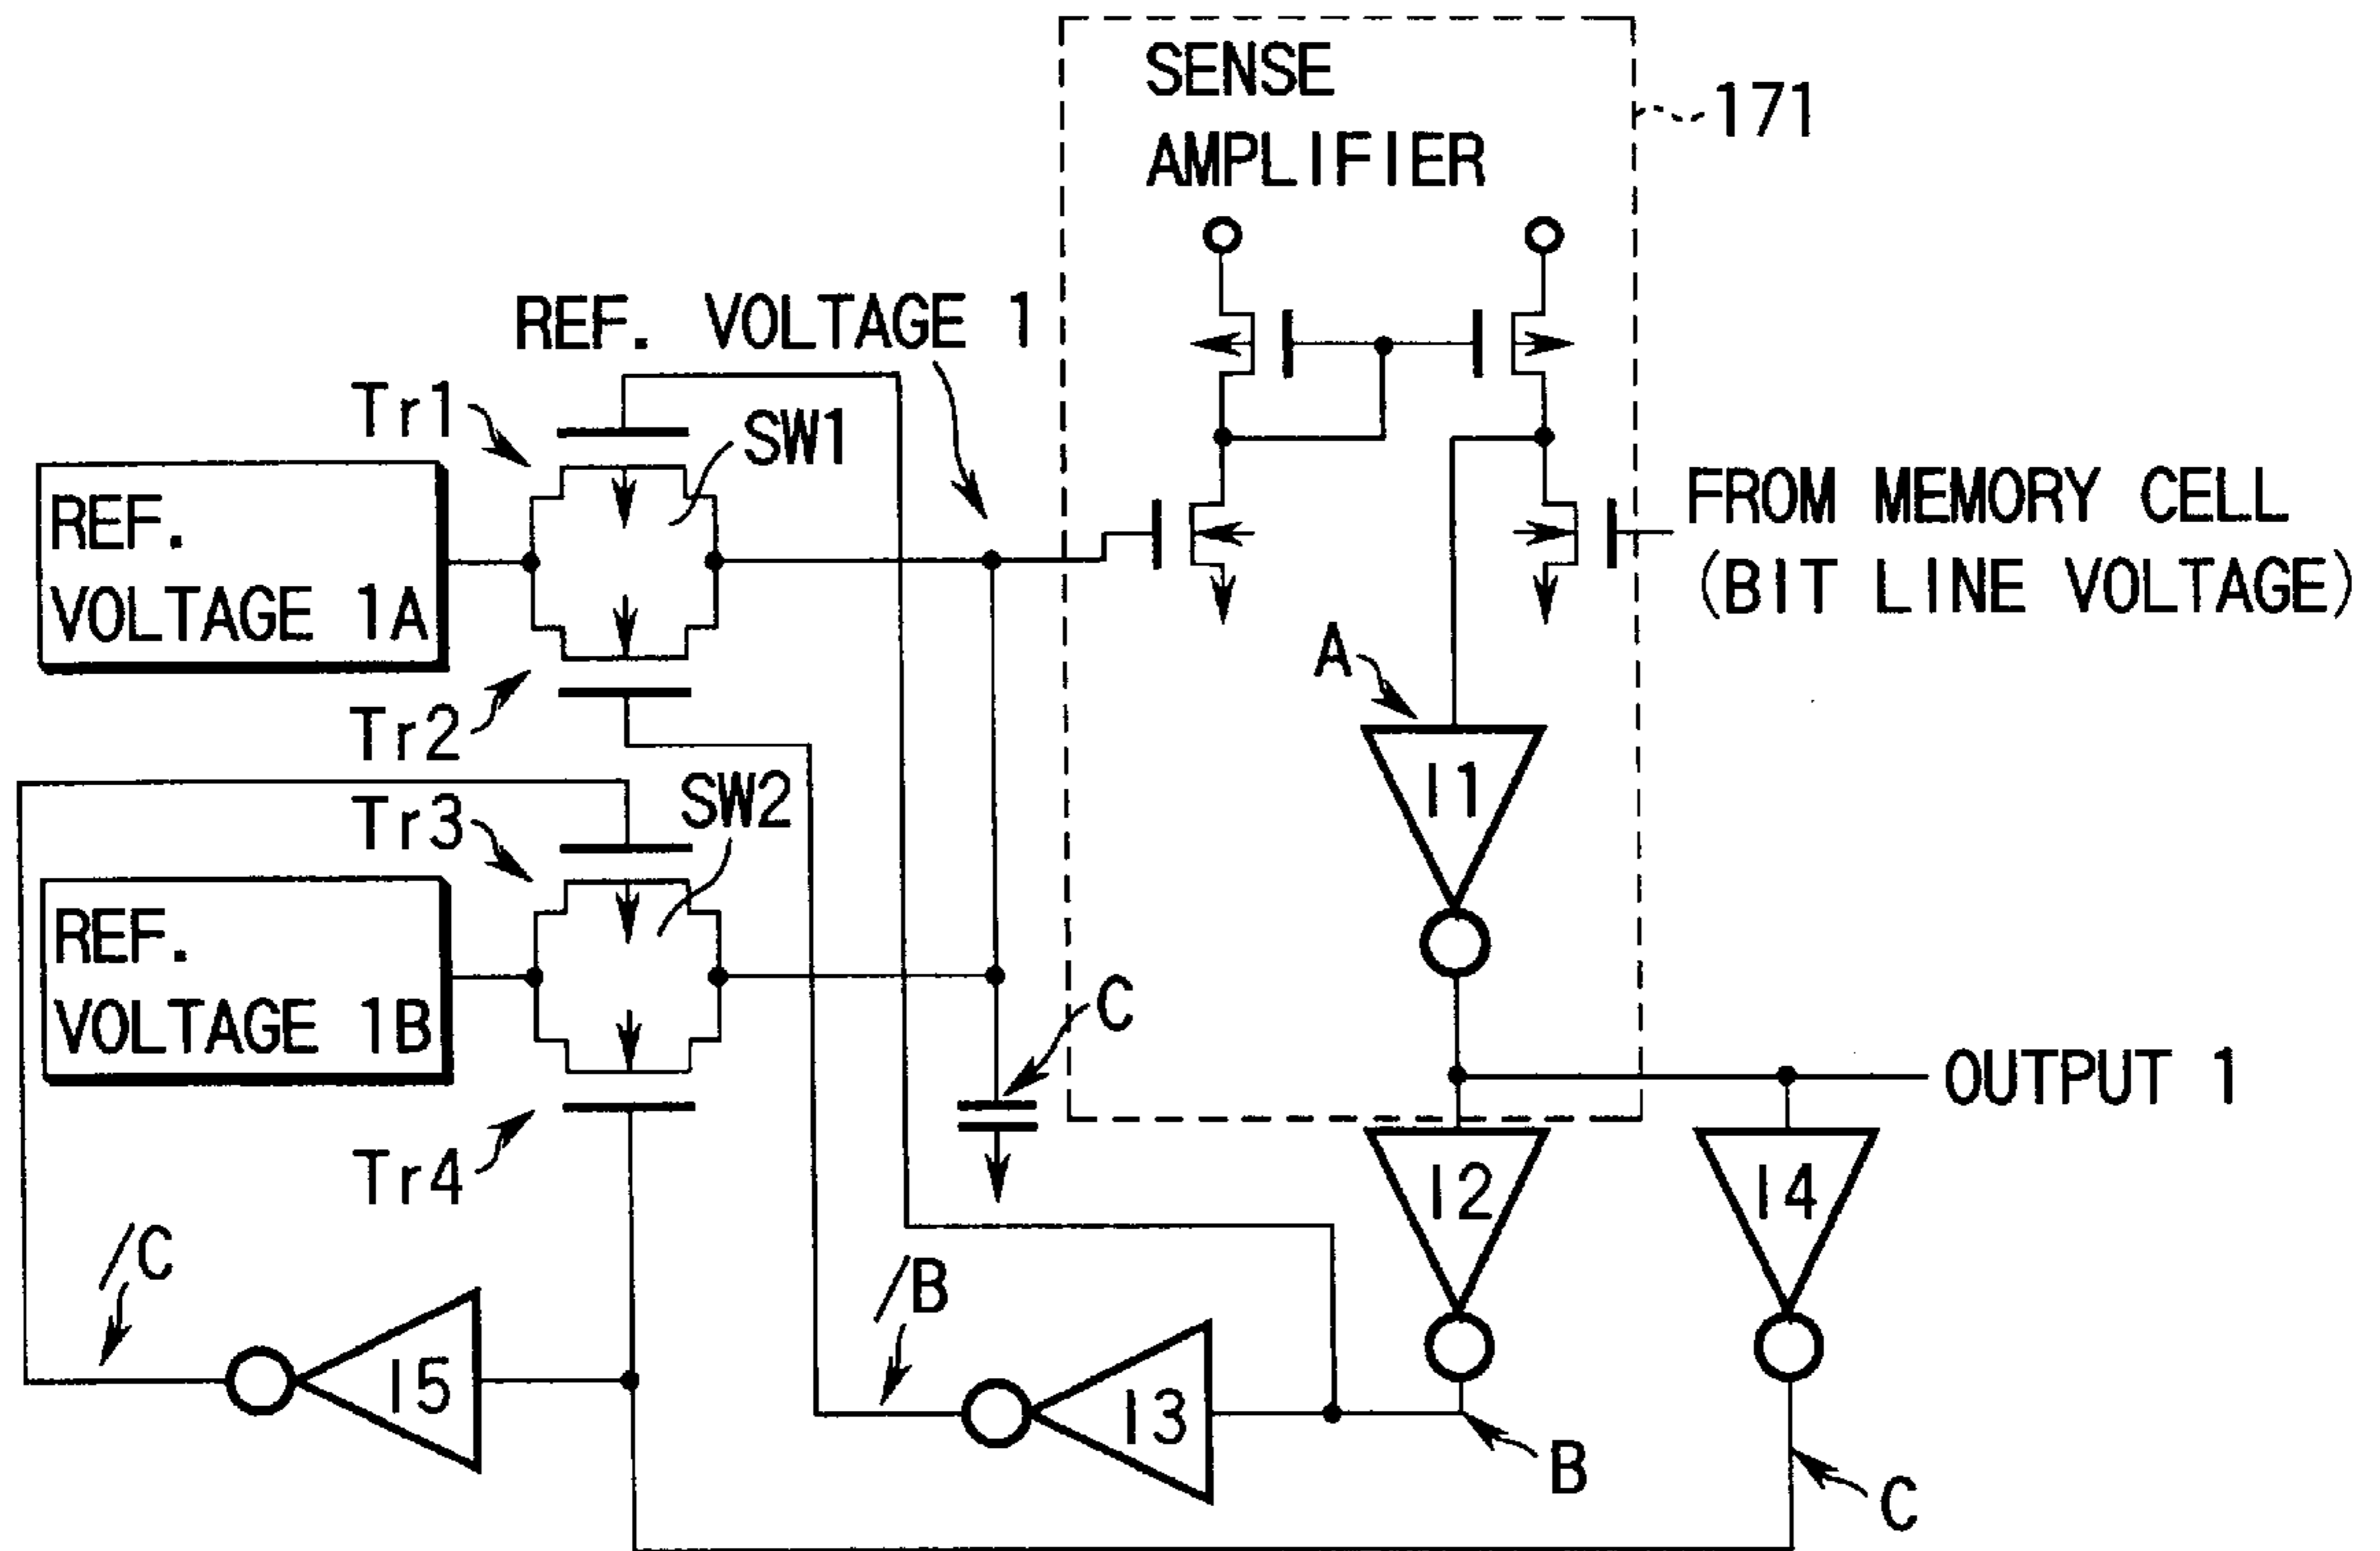 SENSE
AMPLIFIER
171
REF. VOLTAGE 1
Tr1
SW1
REF.
VOLTAGE 1A
FROM MEMORY CELL
(BIT LINE VOLTAGE)
A
Tr2
I1
Tr3
SW2
REF.
VOLTAGE 1B
C
OUTPUT 1
Tr4
I2
I4
/C
/B
I5
I3
B
C